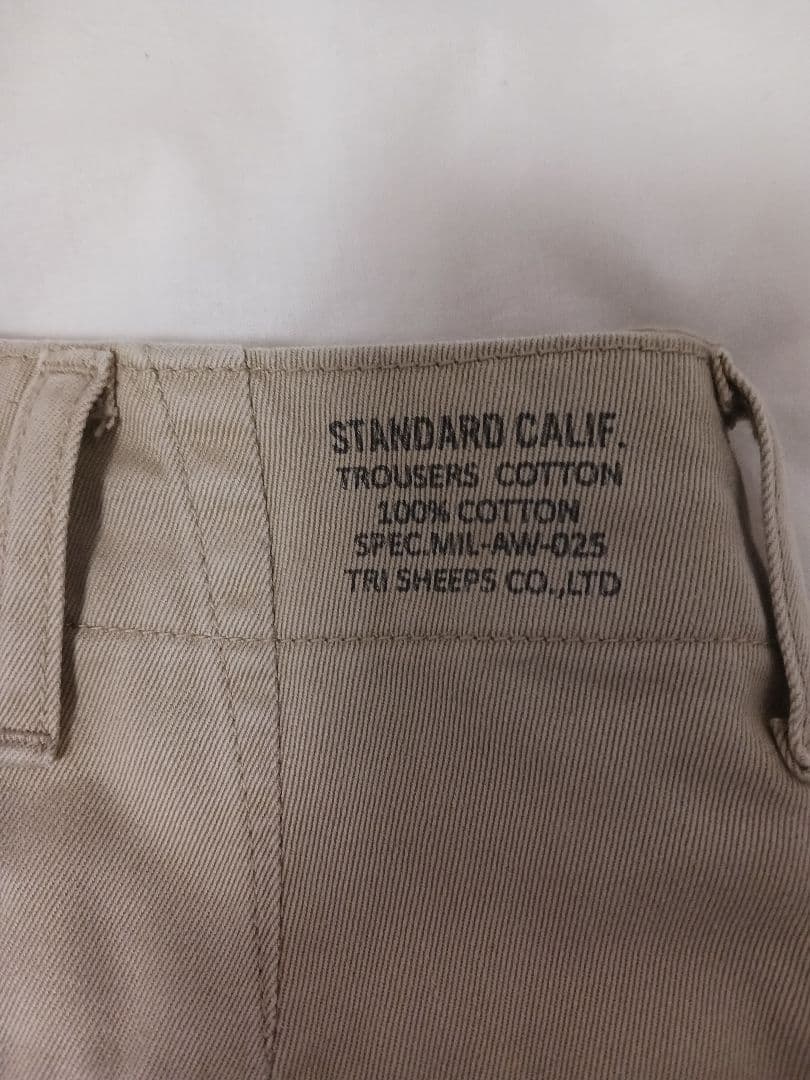 STANDARD CALIF.
TROUSERS COTTON
100% COTTON
SPEC.MIL-AW-025
TRI SHEEPS CO.,LTD